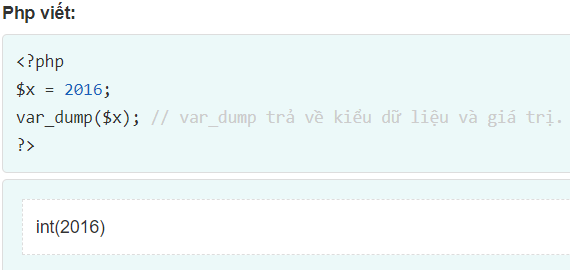 Php viết:
<?php
$x = 2016;
var_dump($x); // var_dump trả về kiểu dữ liệu và giá trị.
?>
int(2016)